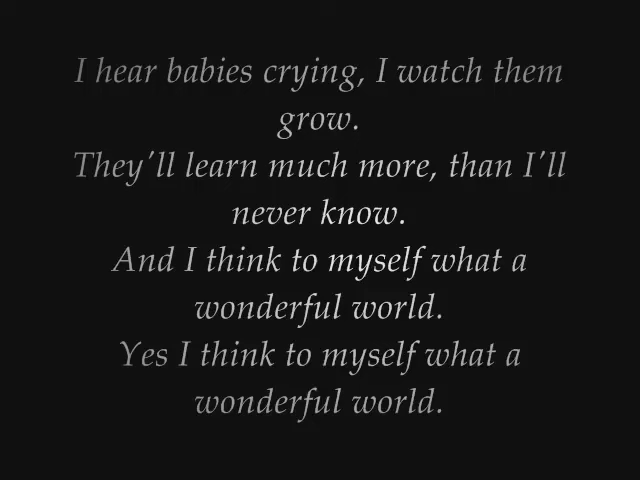 I hear babies crying, I watch them
grow.
They'll learn much more, than I'll
never know.
And I think to myself what a
wonderful world.
Yes I think to myself what a
wonderful world.